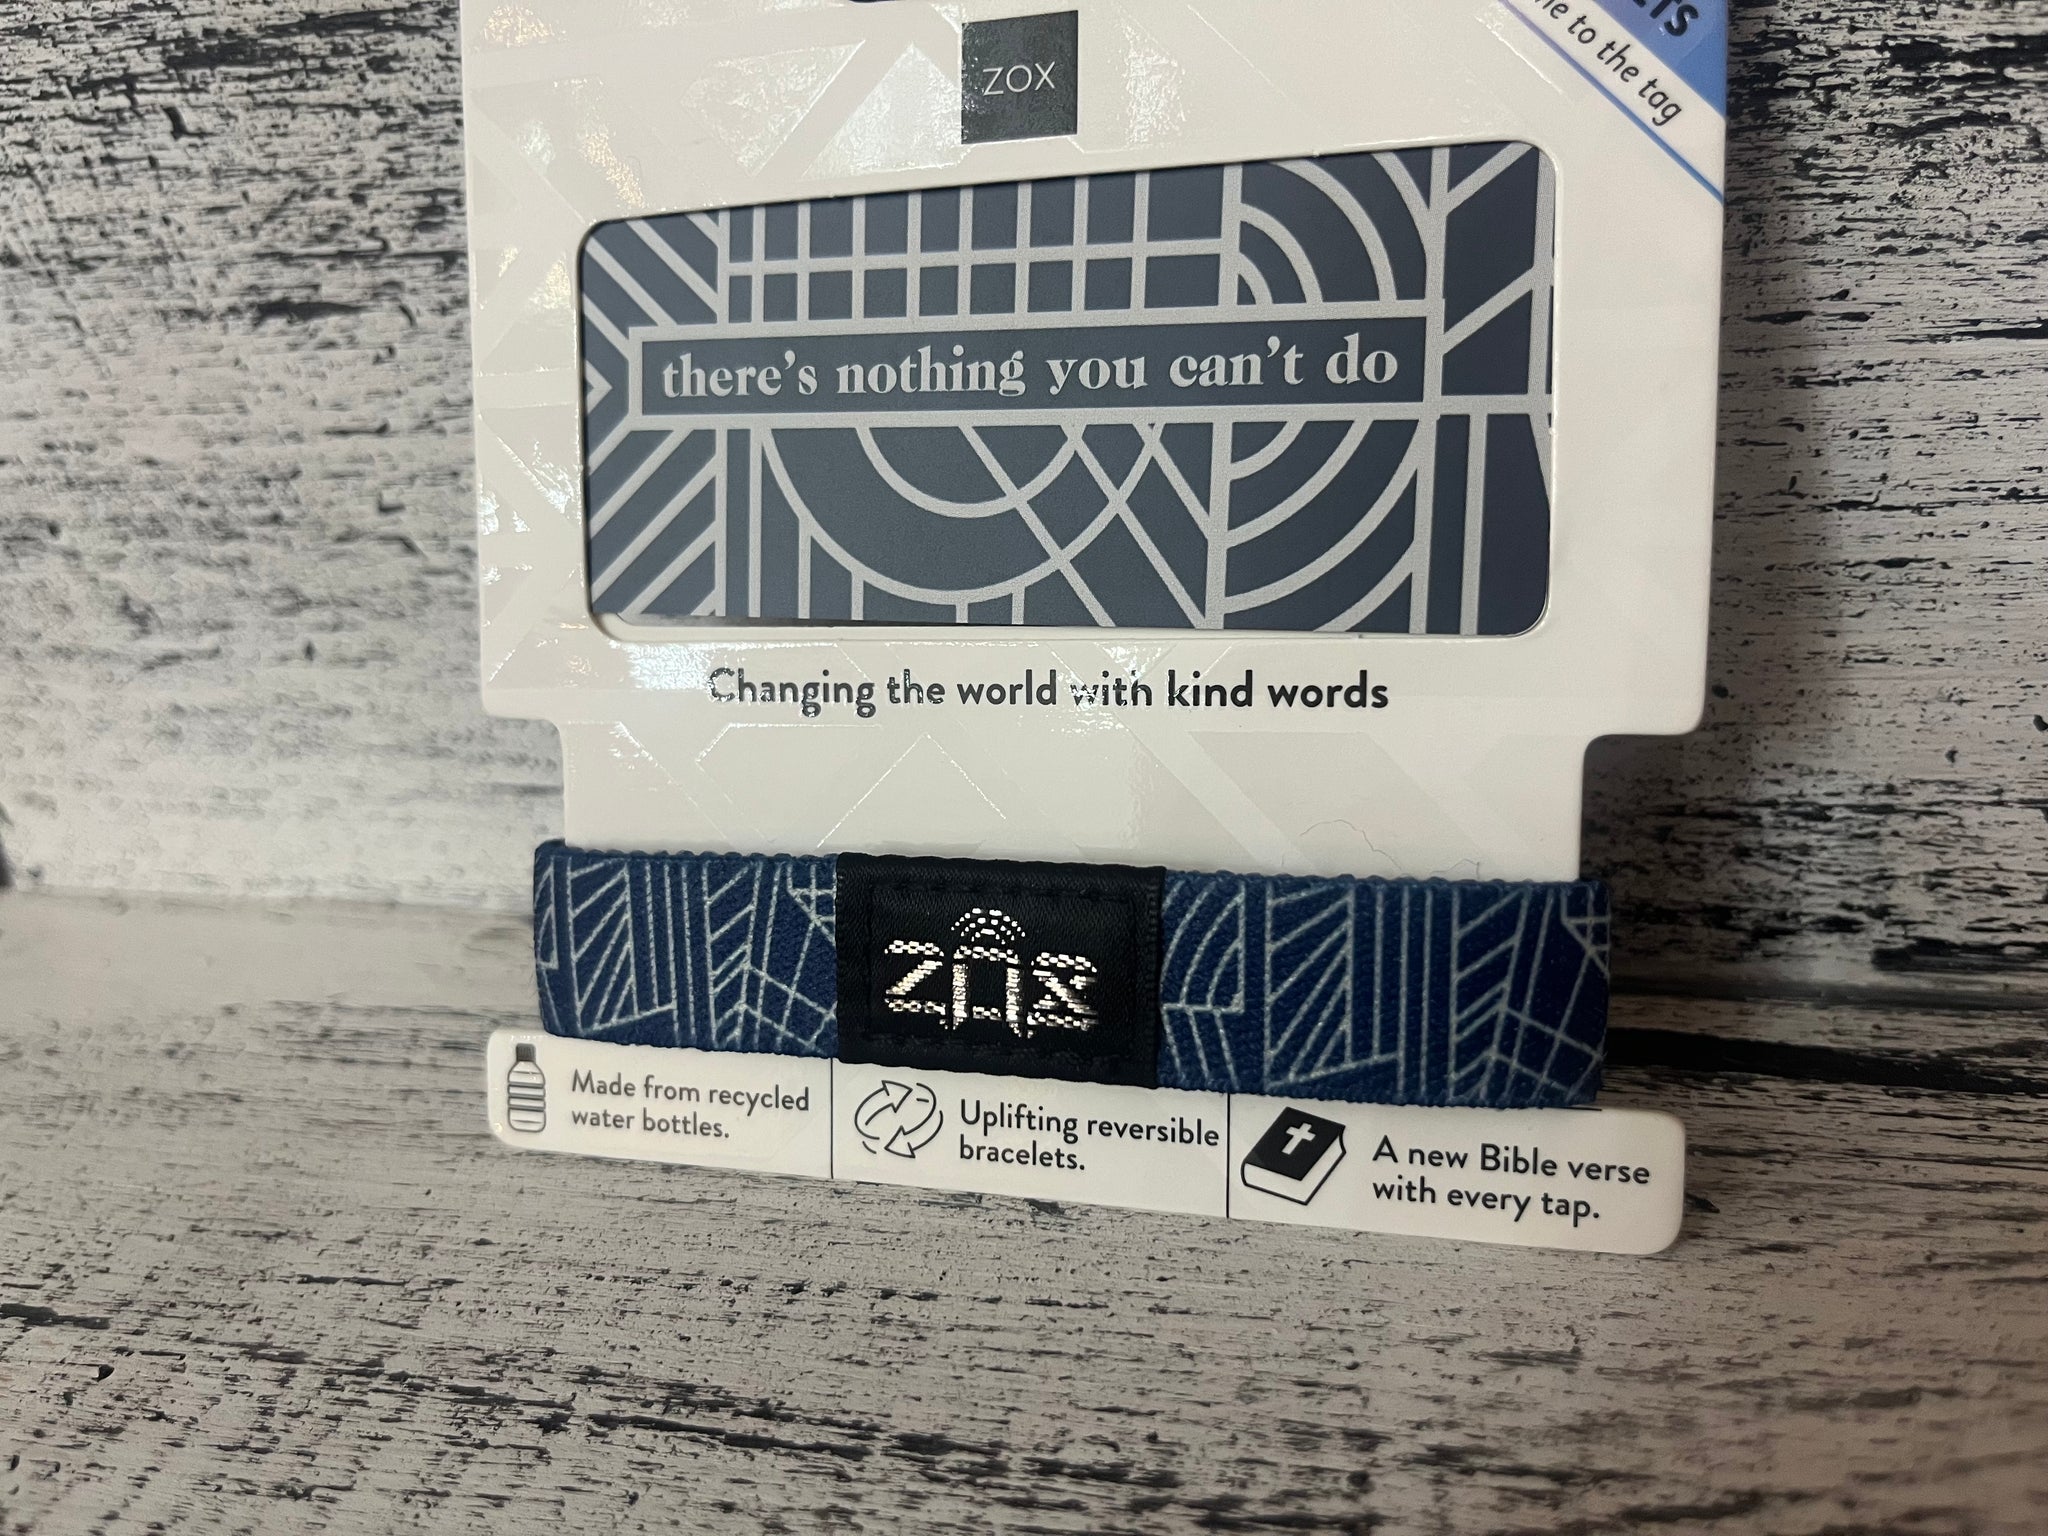 ZOX
to the tag
there's nothing you can't do
Changing the world with kind words
ZOX
Made from recycled
water bottles.
Uplifting reversible
bracelets.
A new Bible verse
with every tap.